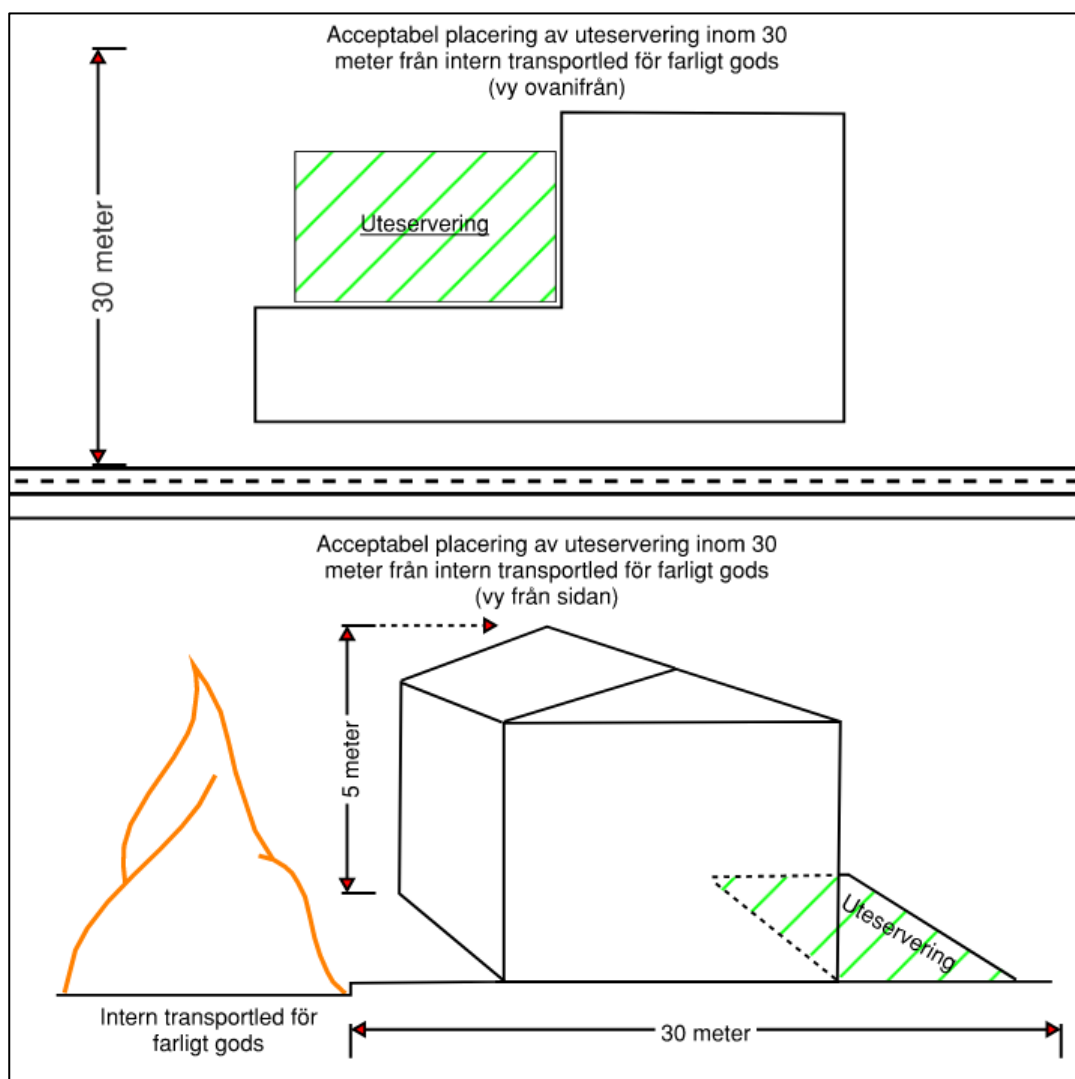 Acceptabel placering av uteservering inom 30
meter från intern transportled för farligt gods
(vy ovanifrån)
30 meter
Uteservering
Acceptabel placering av uteservering inom 30
meter från intern transportled för farligt gods
(vy från sidan)
5 meter
Uteservering
Intern transportled för
farligt gods
30 meter